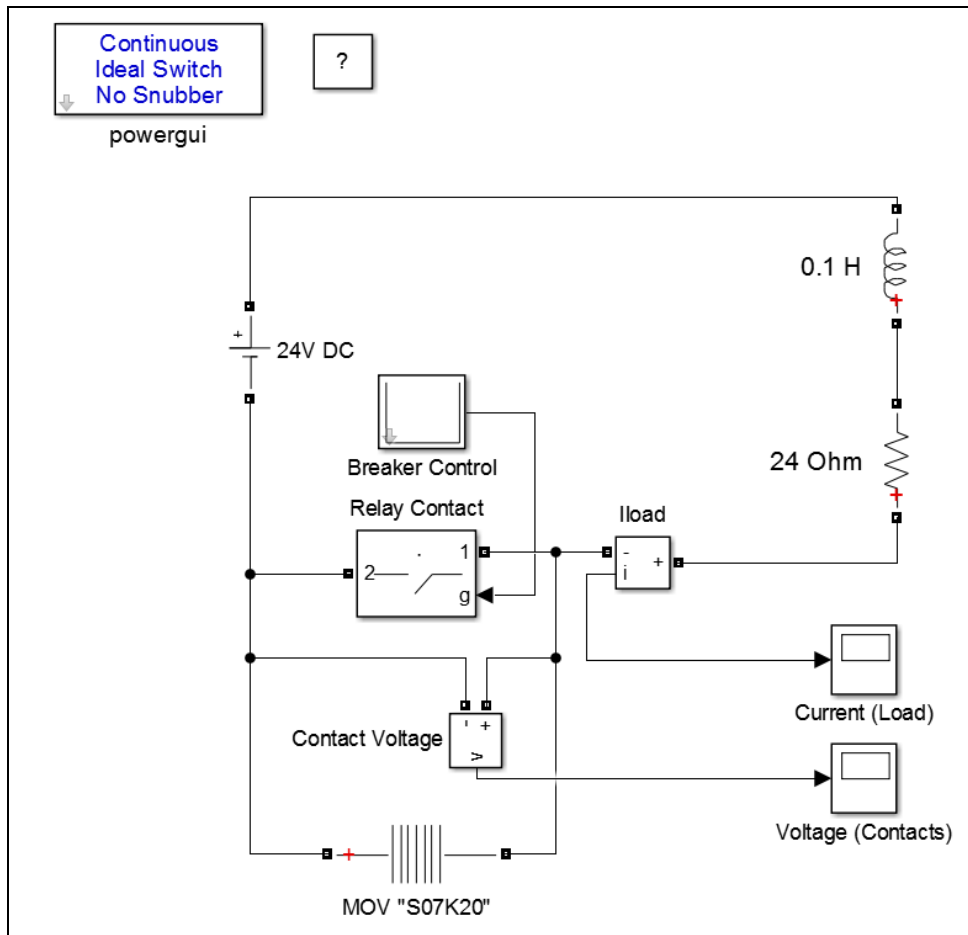 Continuous
Ideal Switch
No Snubber
?
powergui
0.1 H
+
+
24V DC
Breaker Control
24 Ohm
+
Relay Contact
Iload
1
2
g
-
i
+
- +
v
Contact Voltage
Current (Load)
Voltage (Contacts)
+
MOV "S07K20"